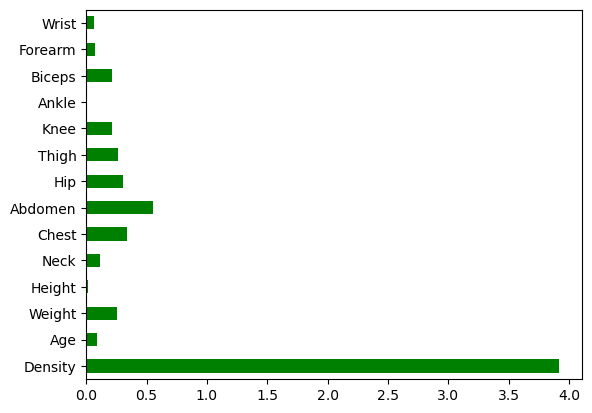 Wrist
Forearm
Biceps
Ankle
Knee
Thigh
Hip
Abdomen
Chest
Neck
Height
Weight
Age
Density
0.0 0.5 1.0 1.5 2.0 2.5 3.0 3.5 4.0